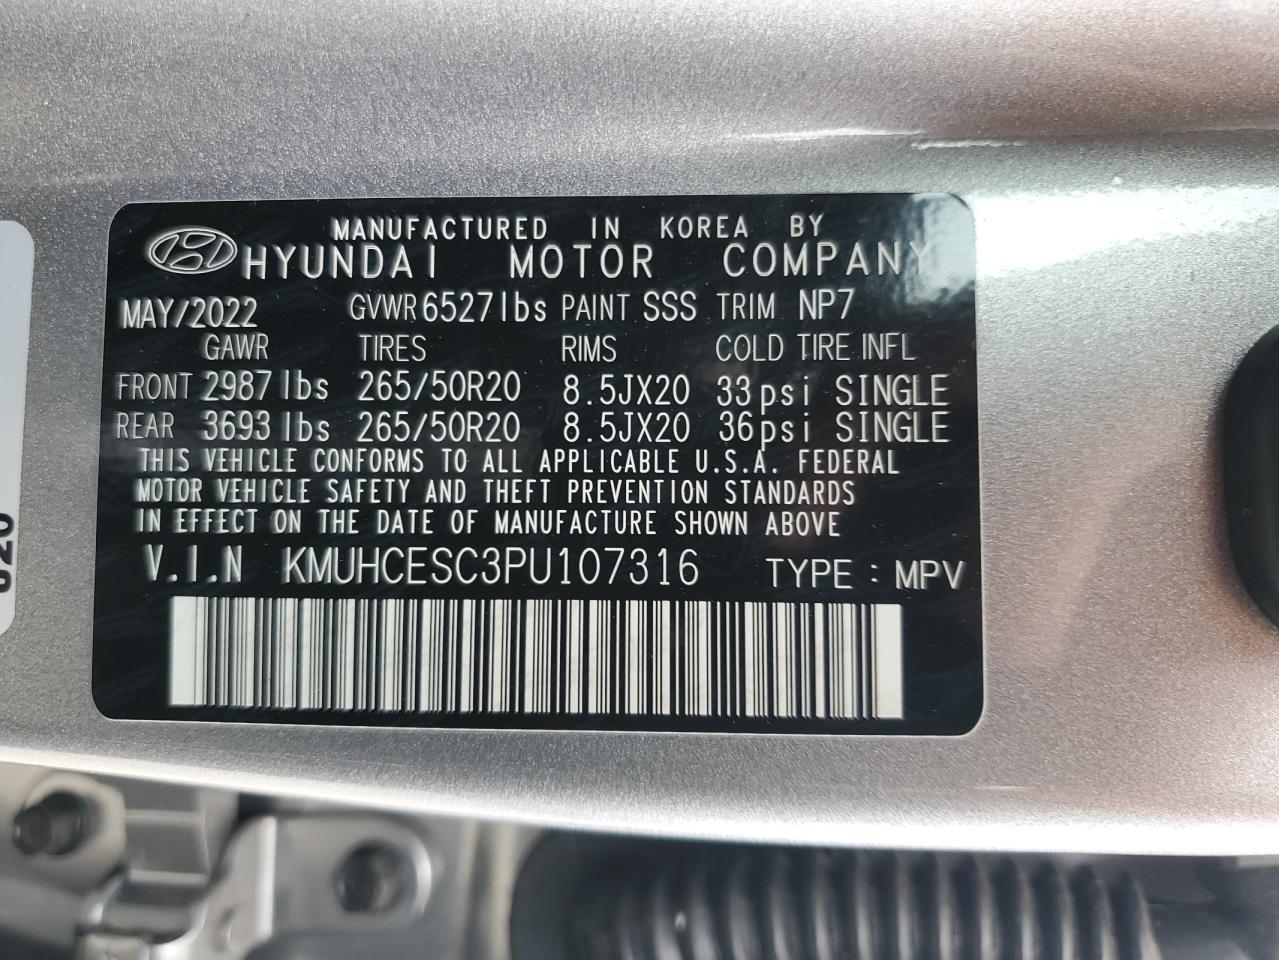 MANUFACTURED IN KOREA BY
HYUNDAI MOTOR COMPANY
MAY/2022 GVWR 6527lbs PAINT SSS TRIM NP7
GAWR TIRES RIMS COLD TIRE INFL
FRONT 2987lbs 265/50R20 8.5JX20 33psi SINGLE
REAR 3693lbs 265/50R20 8.5JX20 36psi SINGLE
THIS VEHICLE CONFORMS TO ALL APPLICABLE U.S.A. FEDERAL
MOTOR VEHICLE SAFETY AND THEFT PREVENTION STANDARDS
IN EFFECT ON THE DATE OF MANUFACTURE SHOWN ABOVE
V.I.N KMUHCESC3PU107316 TYPE : MPV